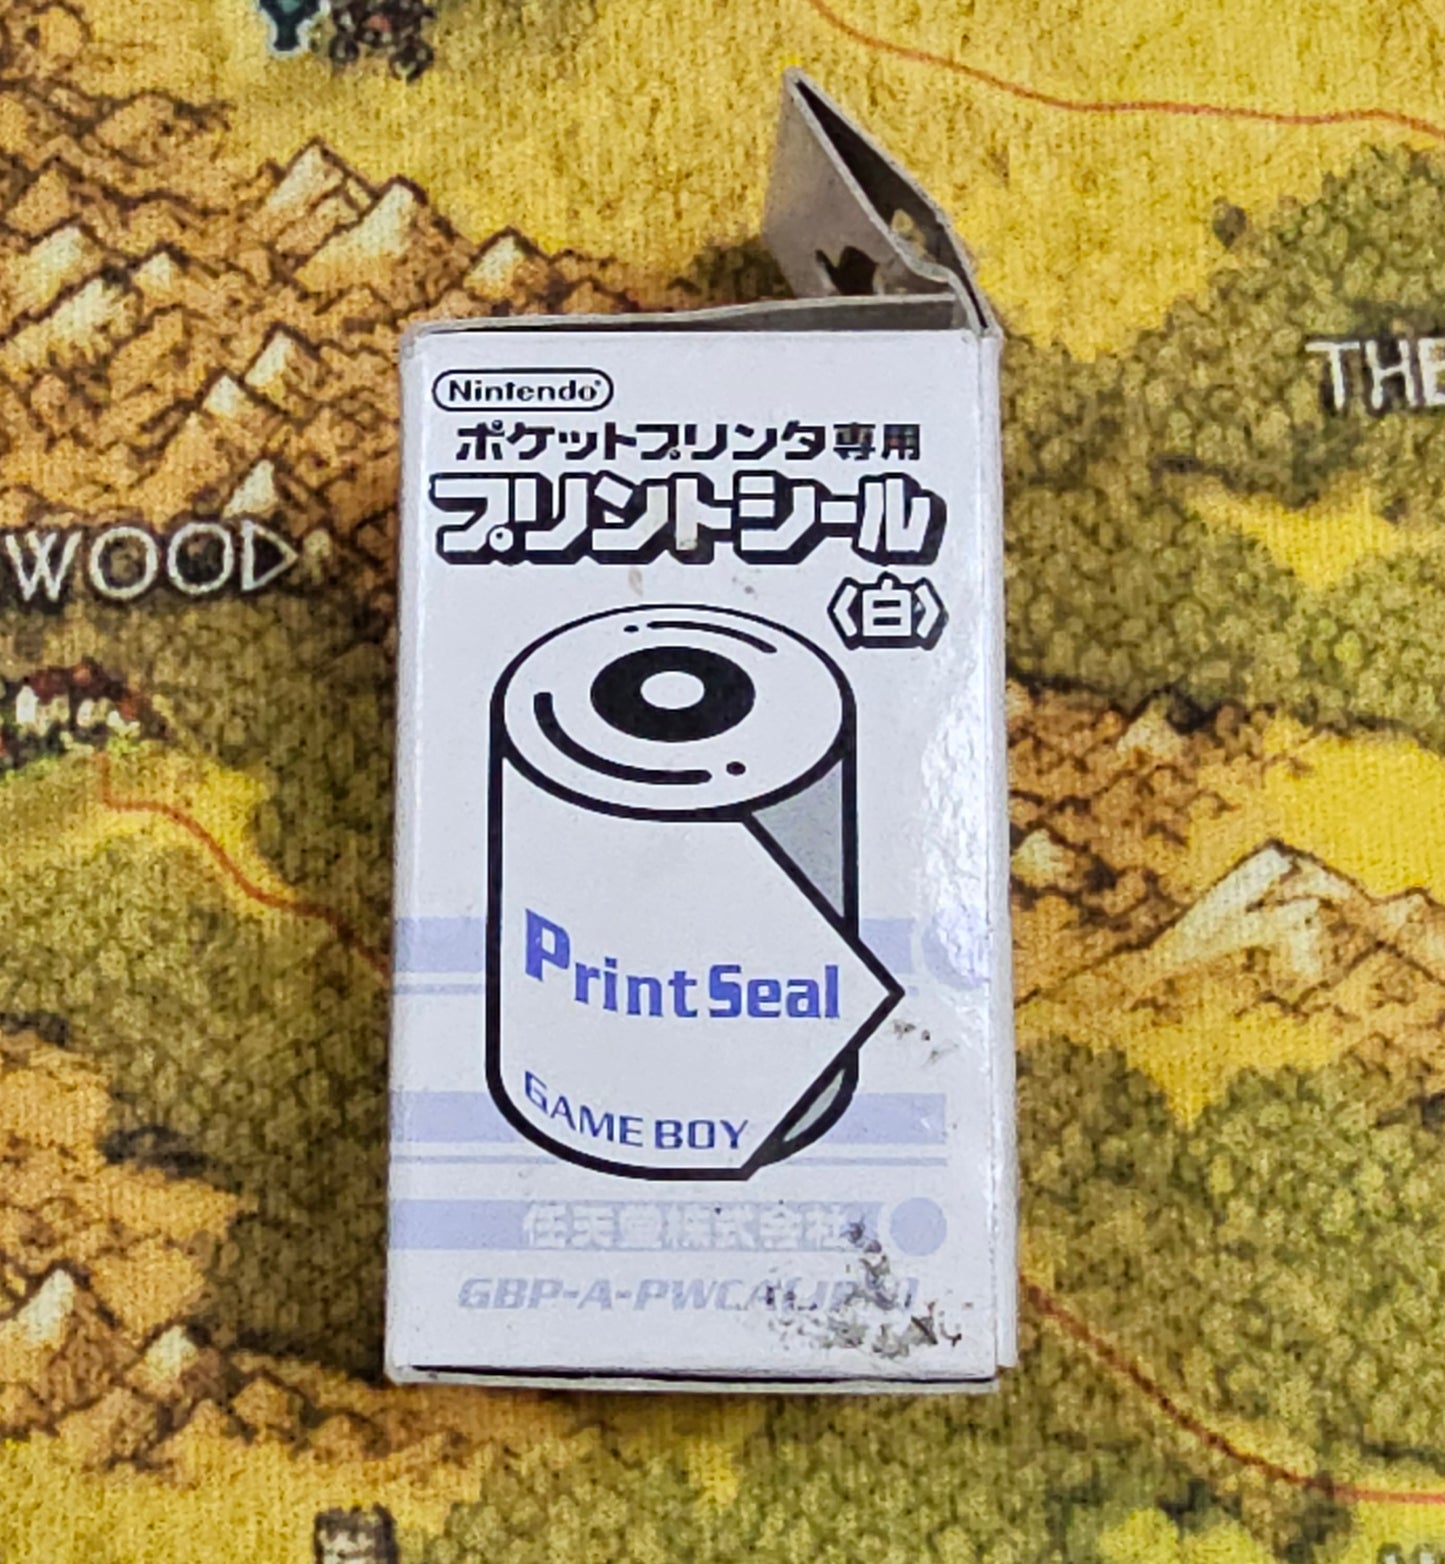 Nintendo
ポケットプリンタ専用
プリントシール
〈白〉
Print Seal
GAME BOY
任天堂株式会社
WOOD
THE